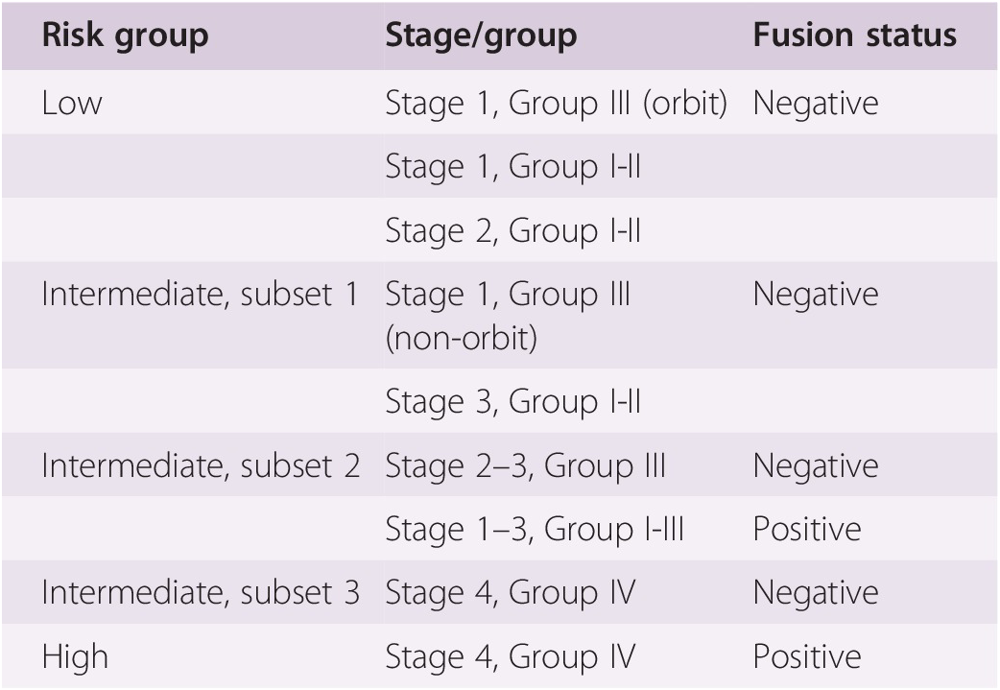 Risk group Stage/group Fusion status
Low Stage 1, Group III (orbit) Negative
Stage 1, Group I-II
Stage 2, Group I-II
Intermediate, subset 1 Stage 1, Group III Negative
(non-orbit)
Stage 3, Group I-II
Intermediate, subset 2 Stage 2–3, Group III Negative
Stage 1–3, Group I-III Positive
Intermediate, subset 3 Stage 4, Group IV Negative
High Stage 4, Group IV Positive